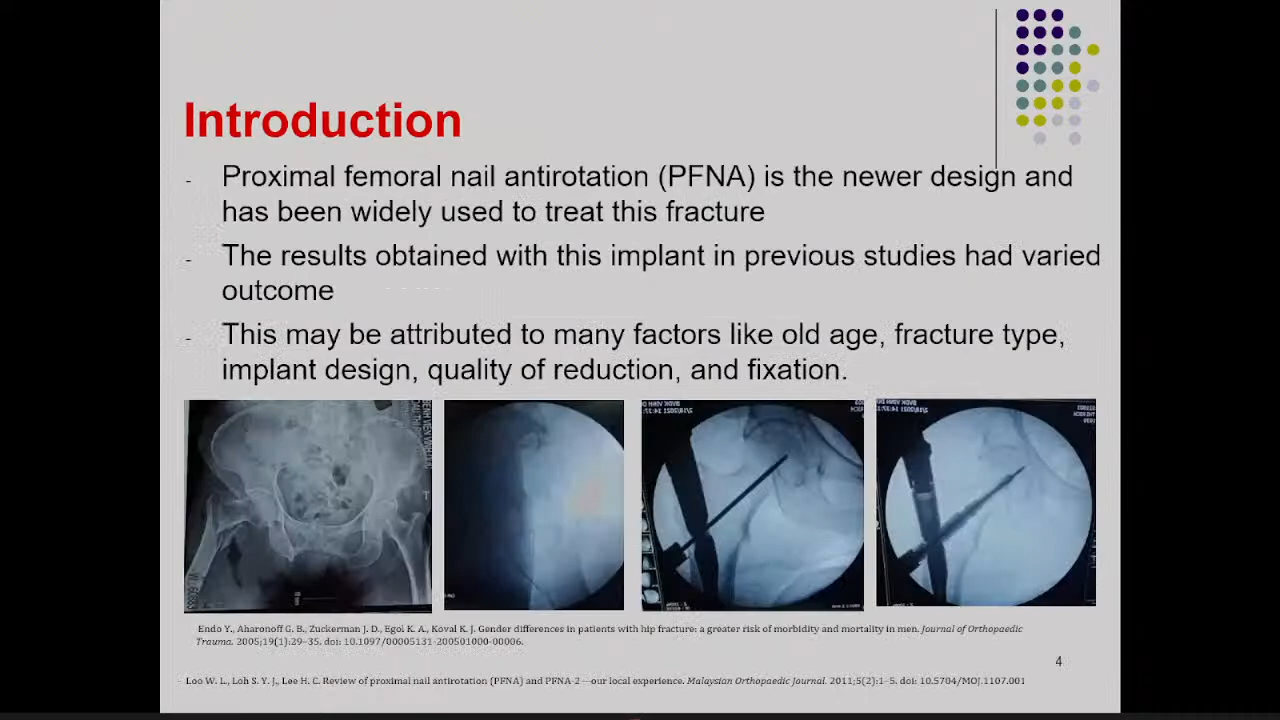 Introduction
- Proximal femoral nail antirotation (PFNA) is the newer design and
has been widely used to treat this fracture
- The results obtained with this implant in previous studies had varied
outcome
- This may be attributed to many factors like old age, fracture type,
implant design, quality of reduction, and fixation.
Endo Y., Aharonoff G. B., Zuckerman J. D., Egol K. A., Koval K. J. Gender differences in patients with hip fracture: a greater risk of morbidity and mortality in men. Journal of Orthopaedic
Trauma. 2005;19(1):29–35. doi: 10.1097/00005131-200501000-00006.
4
Loo W. L., Loh S. Y. J., Lee H. C. Review of proximal nail antirotation (PFNA) and PFNA-2 —our local experience. Malaysian Orthopaedic Journal. 2011;5(2):1–5. doi: 10.5704/MOJ.1107.001